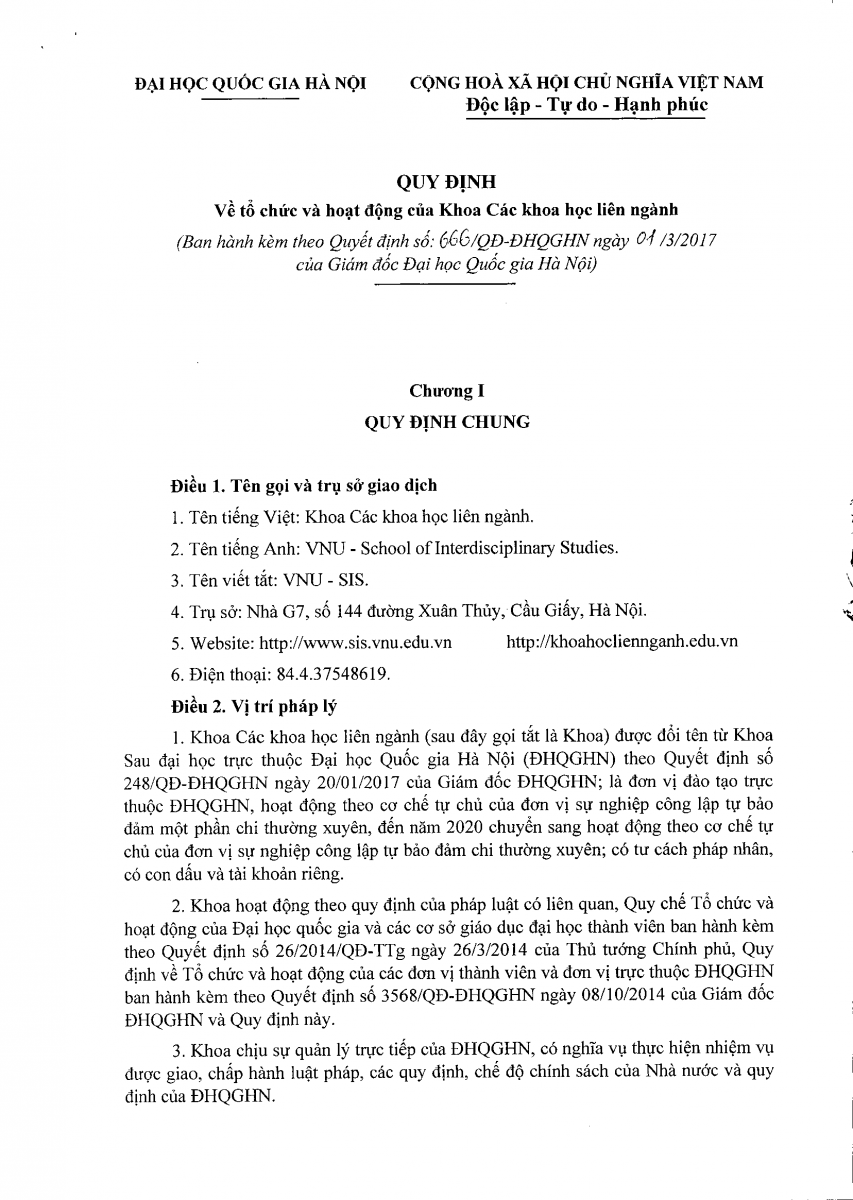 ĐẠI HỌC QUỐC GIA HÀ NỘI
CỘNG HOÀ XÃ HỘI CHỦ NGHĨA VIỆT NAM
Độc lập - Tự do - Hạnh phúc
QUY ĐỊNH
Về tổ chức và hoạt động của Khoa Các khoa học liên ngành
(Ban hành kèm theo Quyết định số: 666/QĐ-ĐHQGHN ngày 01/3/2017
của Giám đốc Đại học Quốc gia Hà Nội)
Chương I
QUY ĐỊNH CHUNG
Điều 1. Tên gọi và trụ sở giao dịch
1. Tên tiếng Việt: Khoa Các khoa học liên ngành.
2. Tên tiếng Anh: VNU - School of Interdisciplinary Studies.
3. Tên viết tắt: VNU - SIS.
4. Trụ sở: Nhà G7, số 144 đường Xuân Thủy, Cầu Giấy, Hà Nội.
5. Website: http://www.sis.vnu.edu.vn http://khoahocliennganh.edu.vn
6. Điện thoại: 84.4.37548619.
Điều 2. Vị trí pháp lý
1. Khoa Các khoa học liên ngành (sau đây gọi tắt là Khoa) được đổi tên từ Khoa
Sau đại học trực thuộc Đại học Quốc gia Hà Nội (ĐHQGHN) theo Quyết định số
248/QĐ-ĐHQGHN ngày 20/01/2017 của Giám đốc ĐHQGHN; là đơn vị đào tạo trực
thuộc ĐHQGHN, hoạt động theo cơ chế tự chủ của đơn vị sự nghiệp công lập tự bảo
đảm một phần chi thường xuyên, đến năm 2020 chuyển sang hoạt động theo cơ chế tự
chủ của đơn vị sự nghiệp công lập tự bảo đảm chi thường xuyên; có tư cách pháp nhân,
có con dấu và tài khoản riêng.
2. Khoa hoạt động theo quy định của pháp luật có liên quan, Quy chế Tổ chức và
hoạt động của Đại học quốc gia và các cơ sở giáo dục đại học thành viên ban hành kèm
theo Quyết định số 26/2014/QĐ-TTg ngày 26/3/2014 của Thủ tướng Chính phủ, Quy
định về Tổ chức và hoạt động của các đơn vị thành viên và đơn vị trực thuộc ĐHQGHN
ban hành kèm theo Quyết định số 3568/QĐ-ĐHQGHN ngày 08/10/2014 của Giám đốc
ĐHQGHN và Quy định này.
3. Khoa chịu sự quản lý trực tiếp của ĐHQGHN, có nghĩa vụ thực hiện nhiệm vụ
được giao, chấp hành luật pháp, các quy định, chế độ chính sách của Nhà nước và quy
định của ĐHQGHN.